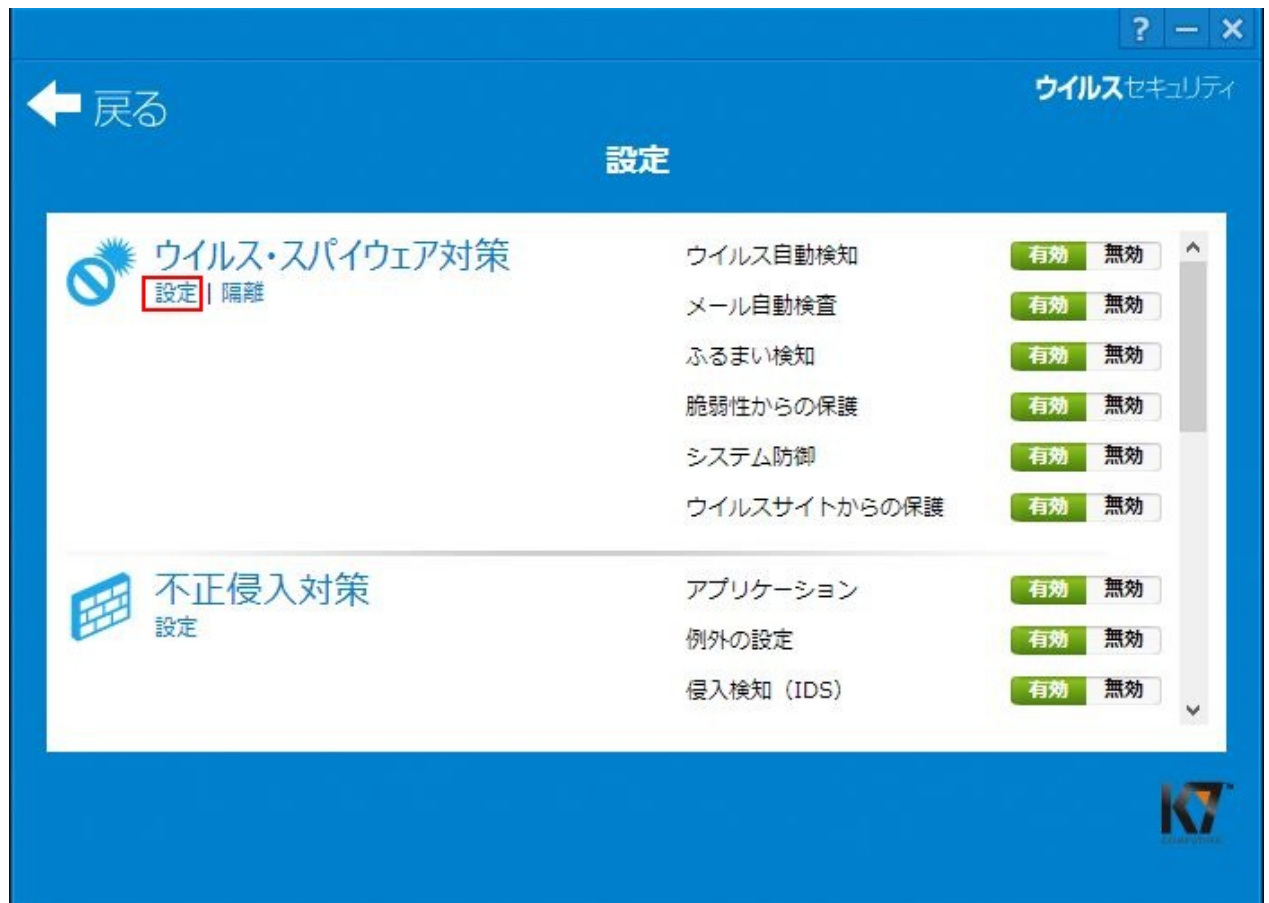 ? — ×
戻る
ウイルスセキュリティ
設定
ウイルス・スパイウェア対策
設定 | 隔離
ウイルス自動検知 有効 無効
メール自動検査 有効 無効
ふるまい検知 有効 無効
脆弱性からの保護 有効 無効
システム防御 有効 無効
ウイルスサイトからの保護 有効 無効
不正侵入対策
設定
アプリケーション 有効 無効
例外の設定 有効 無効
侵入検知（IDS） 有効 無効
K7
COMPUTING